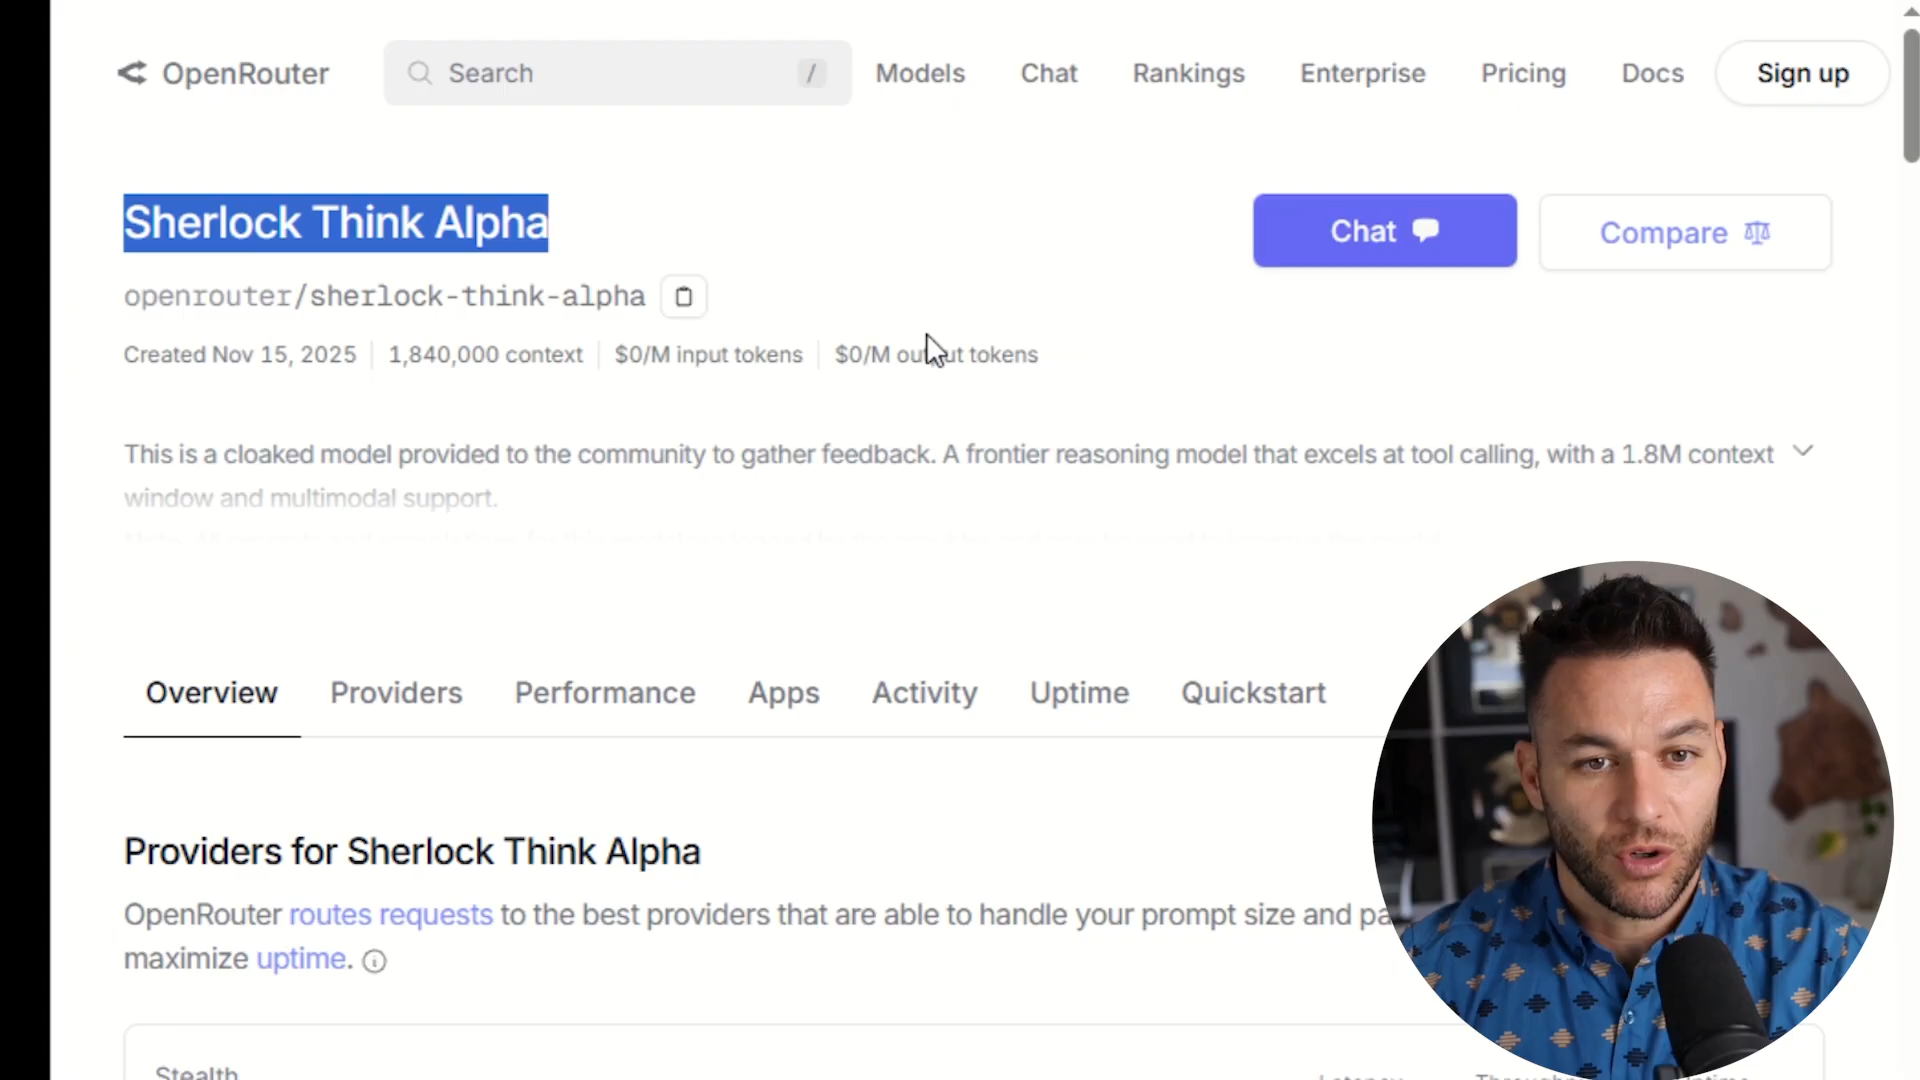 OpenRouter
Search /
Models
Chat
Rankings
Enterprise
Pricing
Docs
Sign up
Sherlock Think Alpha
Chat
Compare
openrouter/sherlock-think-alpha
Created Nov 15, 2025
1,840,000 context
$0/M input tokens
$0/M output tokens
This is a cloaked model provided to the community to gather feedback. A frontier reasoning model that excels at tool calling, with a 1.8M context
window and multimodal support.
Overview
Providers
Performance
Apps
Activity
Uptime
Quickstart
Providers for Sherlock Think Alpha
OpenRouter routes requests to the best providers that are able to handle your prompt size and pa
maximize uptime.
Stealth